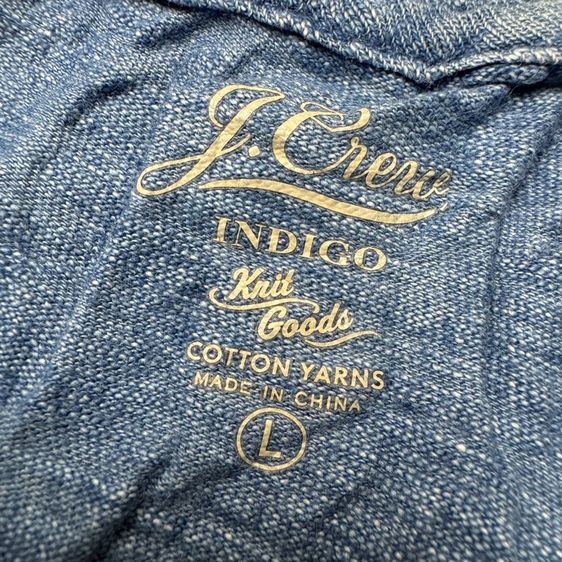 J.Crew
INDIGO
Knit
Goods
COTTON YARNS
MADE IN CHINA
L